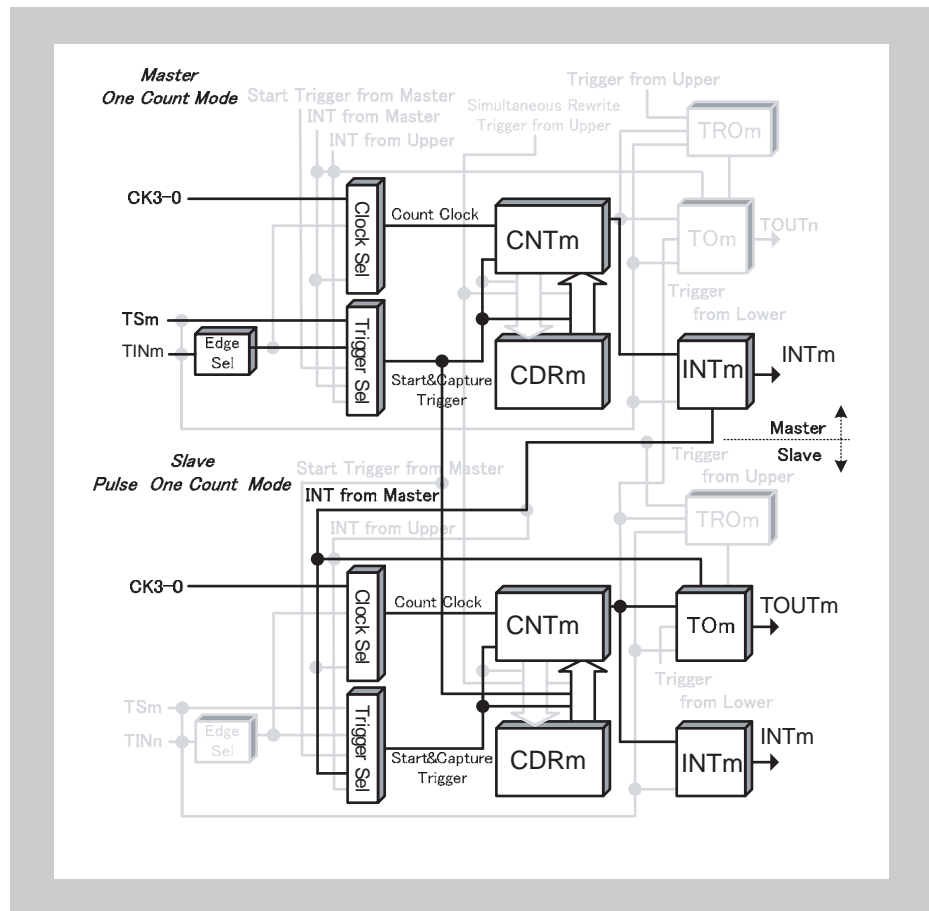 Master
One Count Mode
Start Trigger from Master
INT from Master
INT from Upper
Simultaneous Rewrite
Trigger from Upper
Trigger from Upper
TROm
CK3-0
Clock Sel
Count Clock
CNTm
TOm
TOUTn
Trigger
from Lower
TSm
TINm
Edge
Sel
Trigger Sel
Start&Capture
Trigger
CDRm
INTm
INTm
Master
Slave
Slave
Pulse One Count Mode
Start Trigger from Master
INT from Master
INT from Upper
Trigger
from Upper
TROm
CK3-0
Clock Sel
Count Clock
CNTm
TOm
TOUTm
Trigger
from Lower
TSm
TINn
Edge
Sel
Trigger Sel
Start&Capture
Trigger
CDRm
INTm
INTm